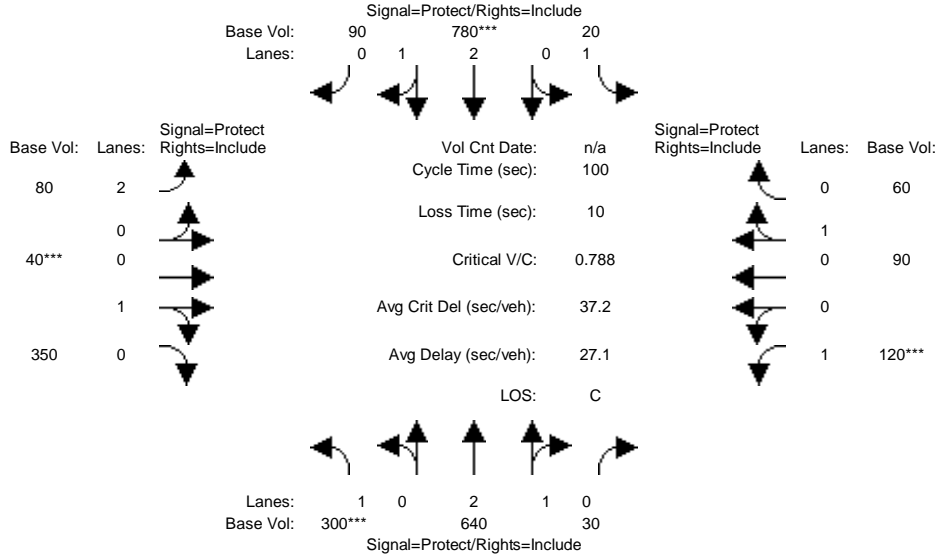 Signal=Protect/Rights=Include
Base Vol: 90 780*** 20
Lanes: 0 1 2 0 1
Signal=Protect
Base Vol: Lanes: Rights=Include
Vol Cnt Date: n/a
Signal=Protect
Rights=Include Lanes: Base Vol:
Cycle Time (sec): 100
80 2
0 60
Loss Time (sec): 10
0
1
40*** 0
Critical V/C: 0.788
0 90
1
Avg Crit Del (sec/veh): 37.2
0
350 0
Avg Delay (sec/veh): 27.1
1 120***
LOS: C
Lanes: 1 0 2 1 0
Base Vol: 300*** 640 30
Signal=Protect/Rights=Include